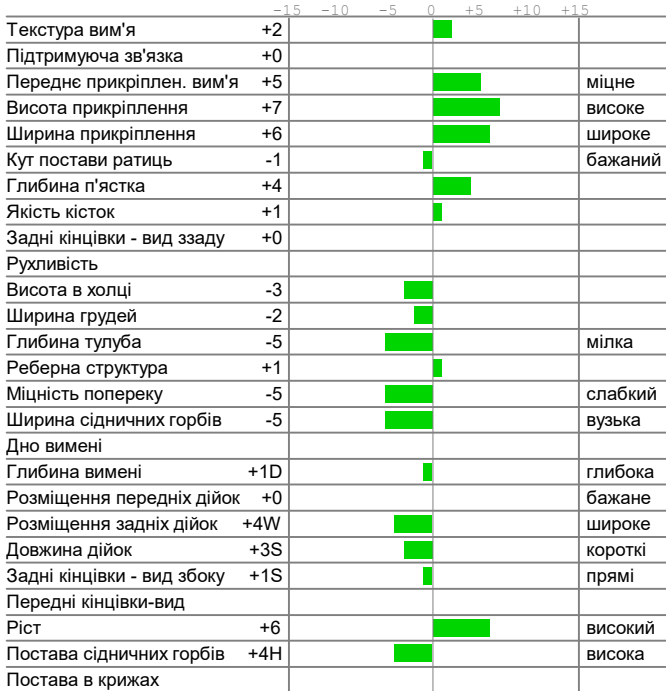 -15 -10 -5 0 +5 +10 +15
Текстура вим'я +2
Підтримуюча зв'язка +0
Переднє прикріплен. вим'я +5 міцне
Висота прикріплення +7 високе
Ширина прикріплення +6 широке
Кут постави ратиць -1 бажаний
Глибина п'ястка +4
Якість кісток +1
Задні кінцівки - вид ззаду +0
Рухливість
Висота в холці -3
Ширина грудей -2
Глибина тулуба -5 мілка
Реберна структура +1
Міцність попереку -5 слабкий
Ширина сідничних горбів -5 вузька
Дно вимені
Глибина вимені +1D глибока
Розміщення передніх дійок +0 бажане
Розміщення задніх дійок +4W широке
Довжина дійок +3S короткі
Задні кінцівки - вид збоку +1S прямі
Передні кінцівки-вид
Ріст +6 високий
Постава сідничних горбів +4H висока
Постава в крижах